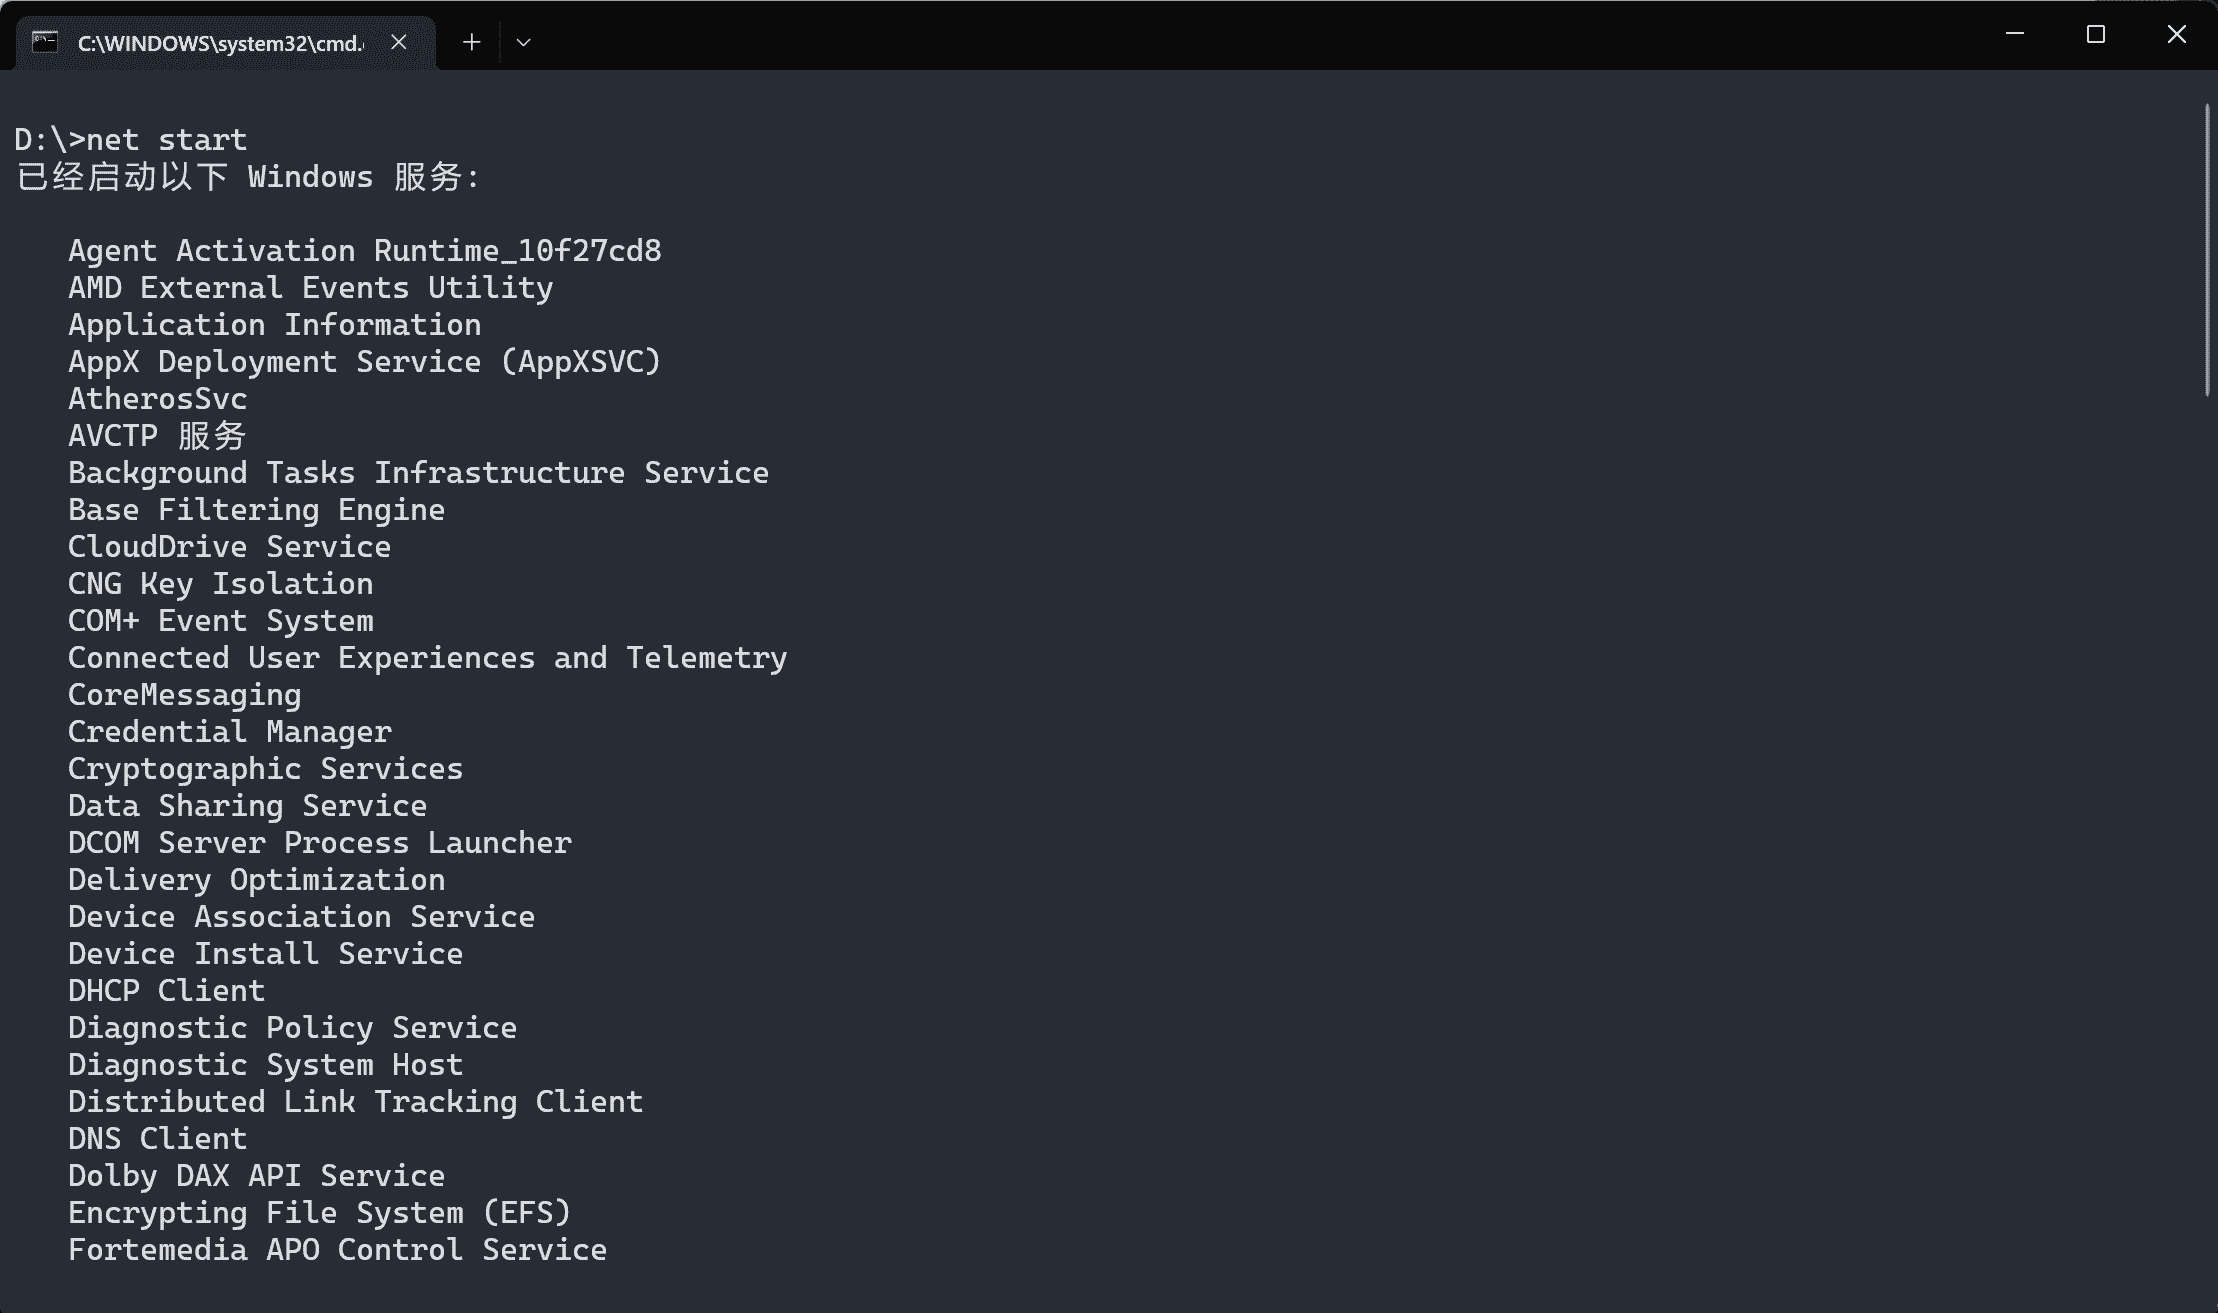 C:\WINDOWS\system32\cmd.
D:\>net start
已经启动以下 Windows 服务:
Agent Activation Runtime_10f27cd8
AMD External Events Utility
Application Information
AppX Deployment Service (AppXSVC)
AtherosSvc
AVCTP 服务
Background Tasks Infrastructure Service
Base Filtering Engine
CloudDrive Service
CNG Key Isolation
COM+ Event System
Connected User Experiences and Telemetry
CoreMessaging
Credential Manager
Cryptographic Services
Data Sharing Service
DCOM Server Process Launcher
Delivery Optimization
Device Association Service
Device Install Service
DHCP Client
Diagnostic Policy Service
Diagnostic System Host
Distributed Link Tracking Client
DNS Client
Dolby DAX API Service
Encrypting File System (EFS)
Fortemedia APO Control Service